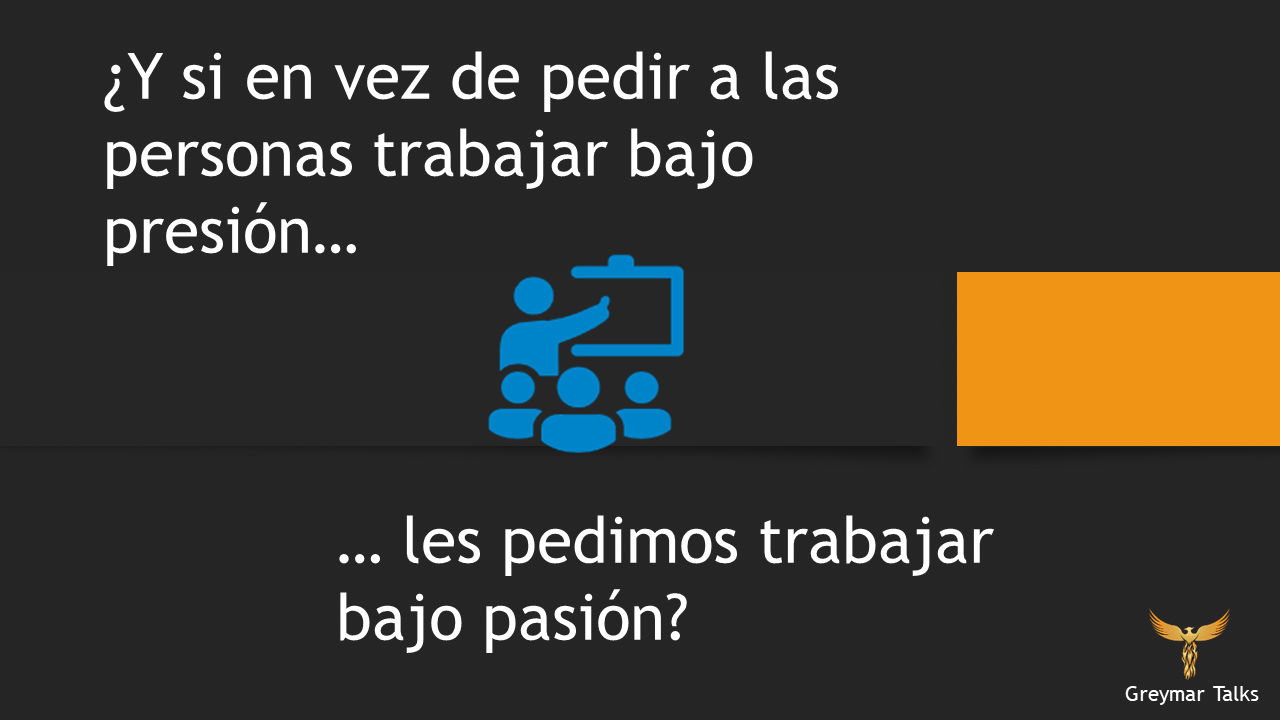 ¿Y si en vez de pedir a las
personas trabajar bajo
presión…
… les pedimos trabajar
bajo pasión?
Greymar Talks